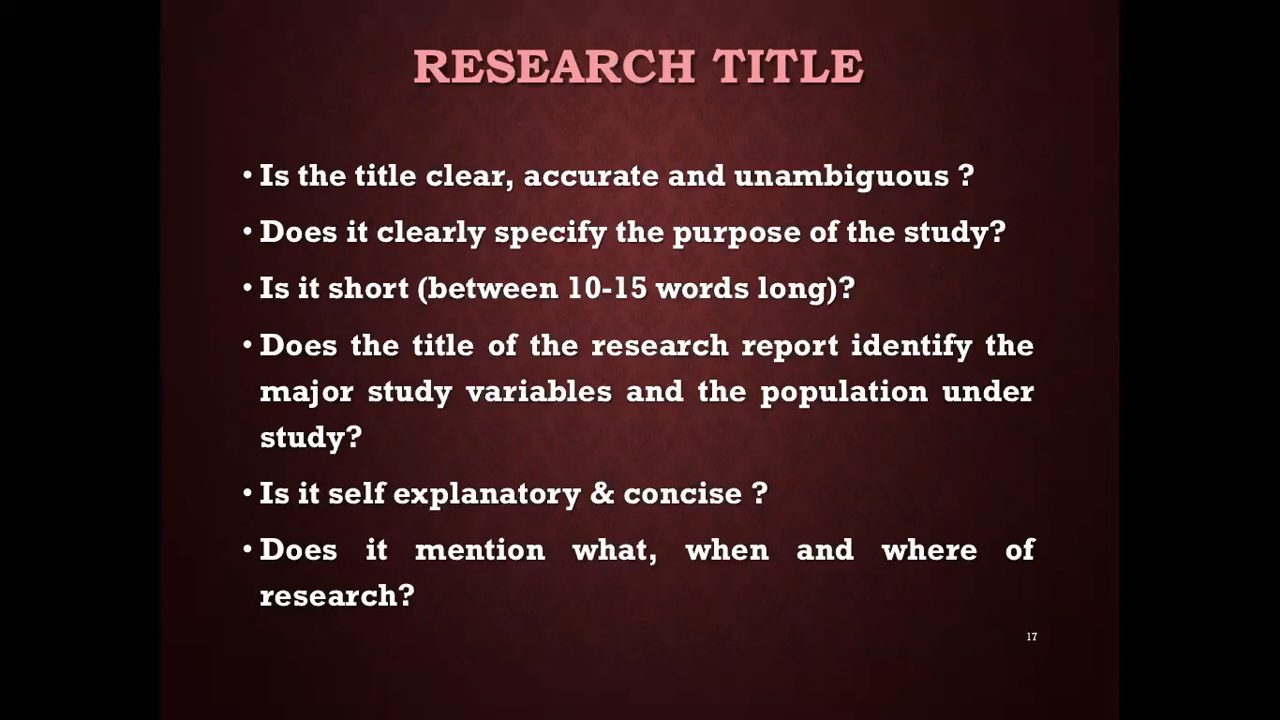 RESEARCH TITLE
• Is the title clear, accurate and unambiguous ?
• Does it clearly specify the purpose of the study?
• Is it short (between 10-15 words long)?
• Does the title of the research report identify the
major study variables and the population under
study?
• Is it self explanatory & concise ?
• Does it mention what, when and where of
research?
17